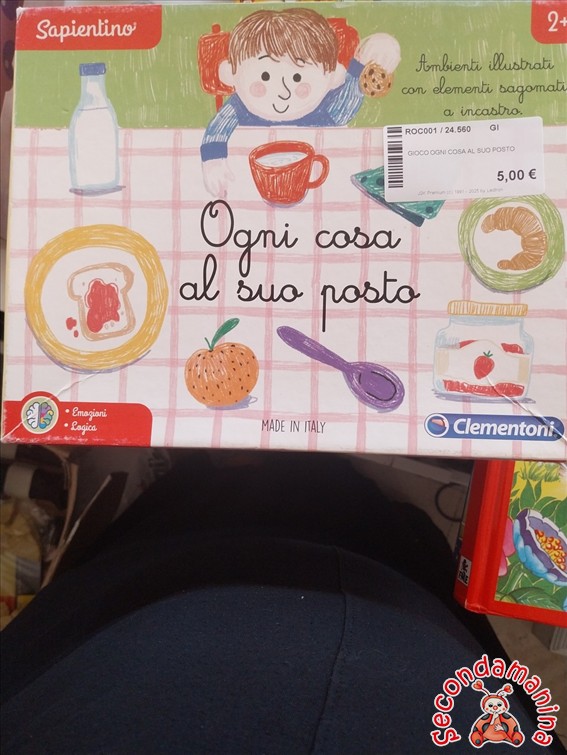 Sapientino
2+
Ambienti illustrati
con elementi sagomati
a incastro.
ROC001 / 24.560 GI
GIOCO OGNI COSA AL SUO POSTO
5,00 €
Ogni cosa
al suo posto
• Emozioni
• Logica
MADE IN ITALY
Clementoni
Secondamanina